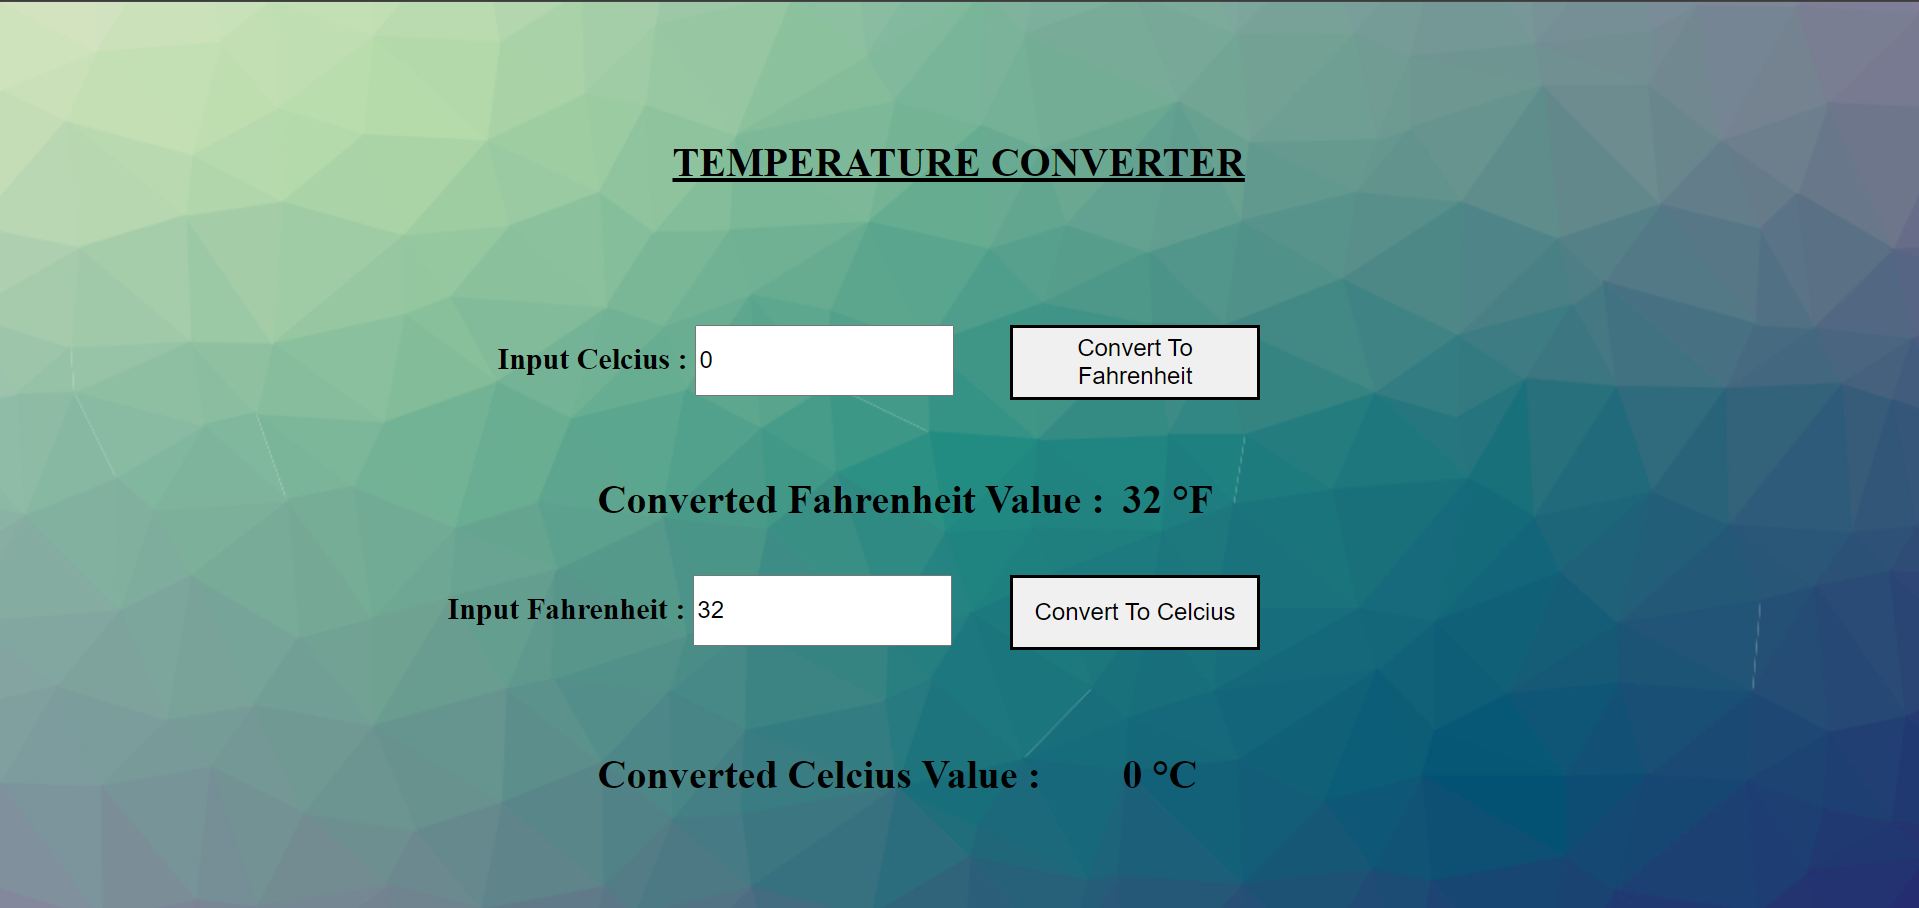 TEMPERATURE CONVERTER
Input Celcius : 0
Convert To
Fahrenheit
Converted Fahrenheit Value : 32 °F
Input Fahrenheit : 32
Convert To Celcius
Converted Celcius Value : 0 °C